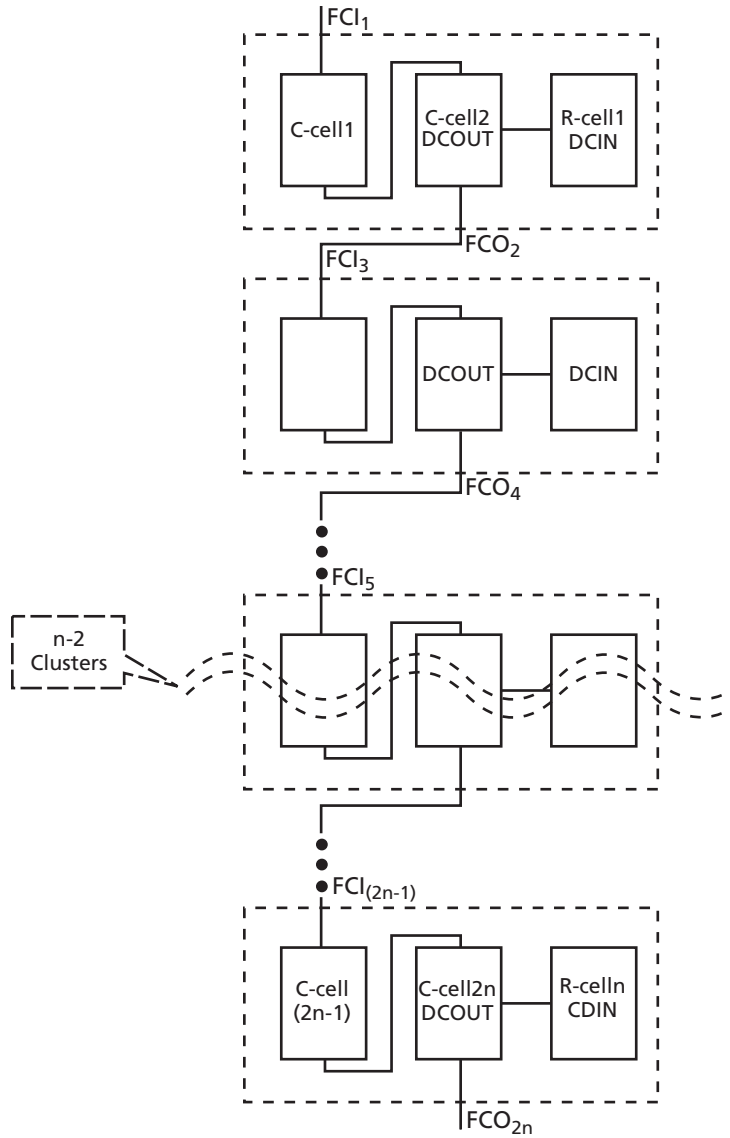 FCI₁
C-cell1
C-cell2
DCOUT
R-cell1
DCIN
FCO₂
FCI₃
DCOUT
DCIN
FCO₄
FCI₅
n-2
Clusters
FCI₍₂ₙ₋₁₎
C-cell
(2n-1)
C-cell2n
DCOUT
R-celln
CDIN
FCO₂ₙ